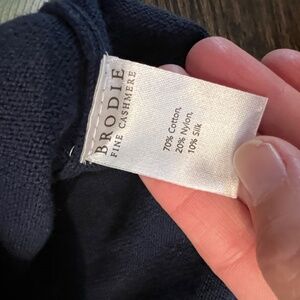 BRODIE
FINE CASHMERE
70% Cotton,
20% Nylon,
10% Silk